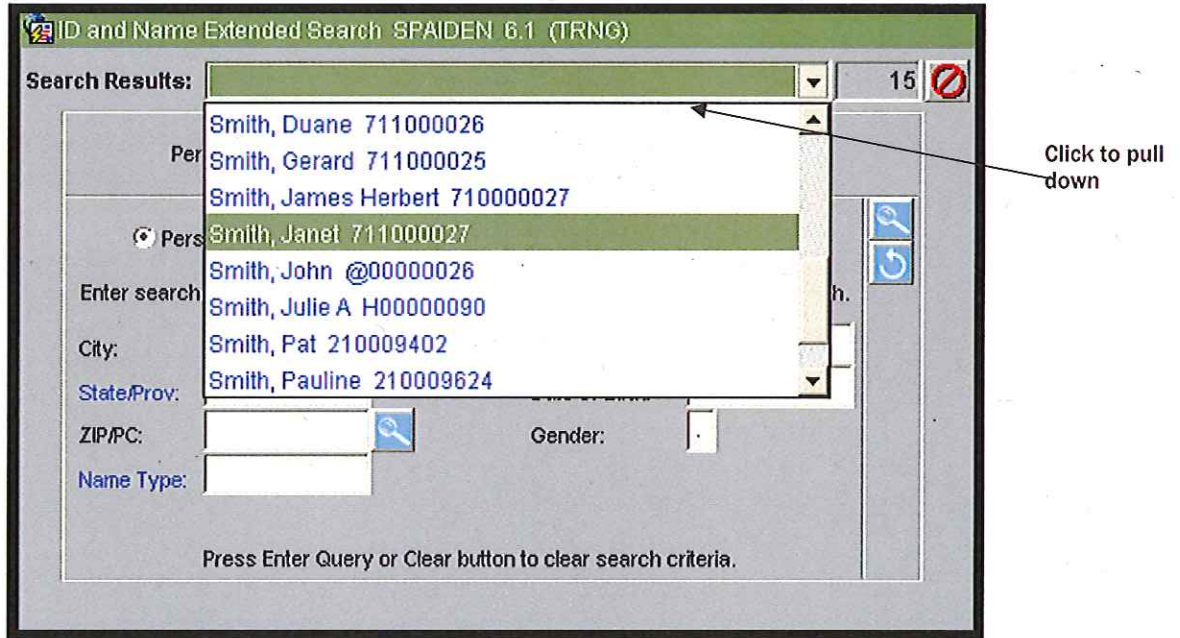 ID and Name Extended Search SPAIDEN 6.1 (TRNG)
Search Results: 15
Smith, Duane 711000026
Per Smith, Gerard 711000025
Smith, James Herbert 710000027
Pers Smith, Janet 711000027
Smith, John @00000026
Enter search Smith, Julie A H00000090 h.
City: Smith, Pat 210009402
State/Prov: Smith, Pauline 210009624
ZIP/PC: Gender: .
Name Type:
Press Enter Query or Clear button to clear search criteria.
Click to pull
down